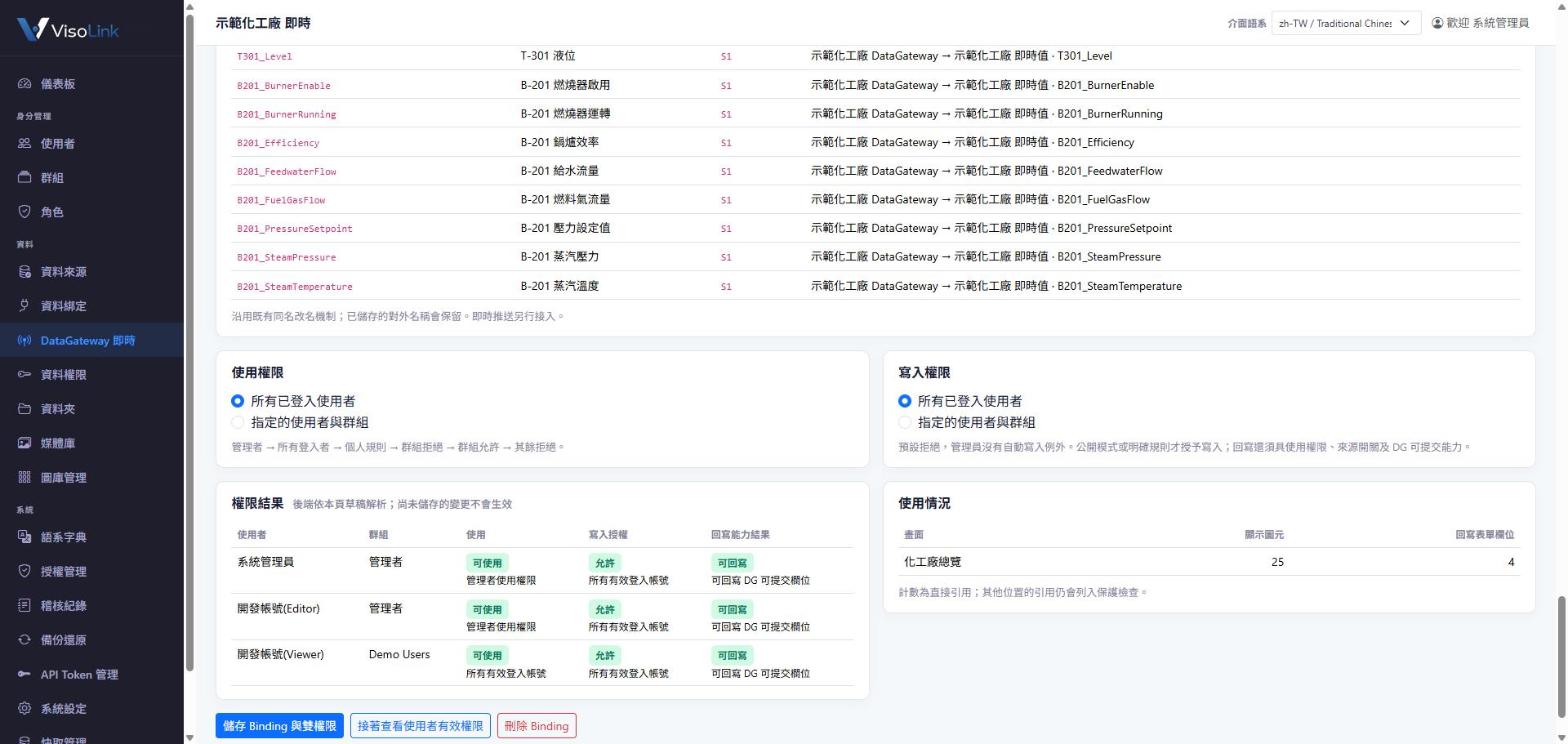 VisoLink
示範化工廠 即時
介面語系 zh-TW / Traditional Chines 歡迎 系統管理員
儀表板
身分管理
使用者
群組
角色
資料
資料來源
資料綁定
DataGateway 即時
資料權限
資料夾
媒體庫
圖庫管理
系統
語系字典
授權管理
稽核紀錄
備份還原
API Token 管理
系統設定
快取管理
T301_Level T-301 液位 S1 示範化工廠 DataGateway → 示範化工廠 即時值 · T301_Level
B201_BurnerEnable B-201 燃燒器啟用 S1 示範化工廠 DataGateway → 示範化工廠 即時值 · B201_BurnerEnable
B201_BurnerRunning B-201 燃燒器運轉 S1 示範化工廠 DataGateway → 示範化工廠 即時值 · B201_BurnerRunning
B201_Efficiency B-201 鍋爐效率 S1 示範化工廠 DataGateway → 示範化工廠 即時值 · B201_Efficiency
B201_FeedwaterFlow B-201 給水流量 S1 示範化工廠 DataGateway → 示範化工廠 即時值 · B201_FeedwaterFlow
B201_FuelGasFlow B-201 燃料氣流量 S1 示範化工廠 DataGateway → 示範化工廠 即時值 · B201_FuelGasFlow
B201_PressureSetpoint B-201 壓力設定值 S1 示範化工廠 DataGateway → 示範化工廠 即時值 · B201_PressureSetpoint
B201_SteamPressure B-201 蒸汽壓力 S1 示範化工廠 DataGateway → 示範化工廠 即時值 · B201_SteamPressure
B201_SteamTemperature B-201 蒸汽溫度 S1 示範化工廠 DataGateway → 示範化工廠 即時值 · B201_SteamTemperature
沿用既有同名改名機制；已儲存的對外名稱會保留。即時推送另行接入。
使用權限
所有已登入使用者
指定的使用者與群組
管理者 → 所有登入者 → 個人規則 → 群組拒絕 → 群組允許 → 其餘拒絕。
寫入權限
所有已登入使用者
指定的使用者與群組
預設拒絕，管理員沒有自動寫入例外。公開模式或明確規則才授予寫入；回寫還須具使用權限、來源開關及 DG 可提交能力。
權限結果 後端依本頁草稿解析；尚未儲存的變更不會生效
使用者 群組 使用 寫入授權 回寫能力結果
系統管理員 管理者 可使用 允許 可回寫
管理者使用權限 所有有效登入帳號 可回寫 DG 可提交欄位
開發帳號(Editor) 管理者 可使用 允許 可回寫
管理者使用權限 所有有效登入帳號 可回寫 DG 可提交欄位
開發帳號(Viewer) Demo Users 可使用 允許 可回寫
所有有效登入帳號 所有有效登入帳號 可回寫 DG 可提交欄位
使用情況
畫面 顯示圖元 回寫表單欄位
化工廠總覽 25 4
計數為直接引用；其他位置的引用仍會列入保護檢查。
儲存 Binding 與雙權限 接著查看使用者有效權限 刪除 Binding